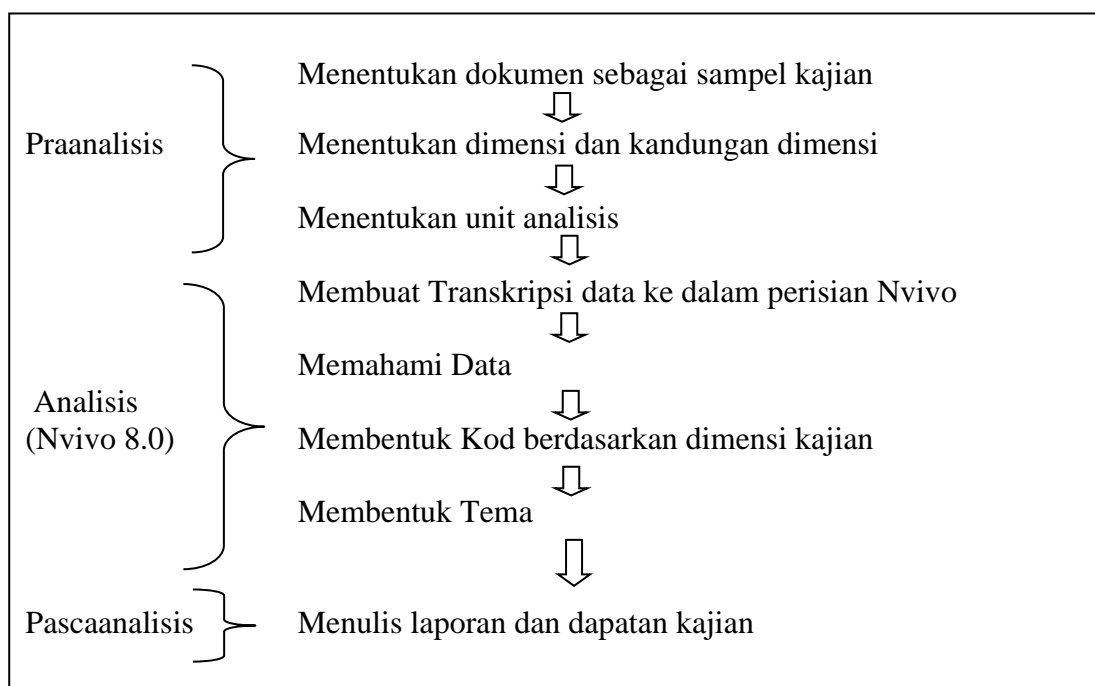 Menentukan dokumen sebagai sampel kajian
Praanalisis
Menentukan dimensi dan kandungan dimensi
Menentukan unit analisis
Membuat Transkripsi data ke dalam perisian Nvivo
Memahami Data
Analisis
(Nvivo 8.0)
Membentuk Kod berdasarkan dimensi kajian
Membentuk Tema
Pascaanalisis
Menulis laporan dan dapatan kajian